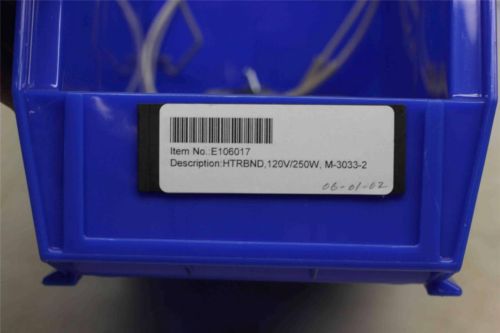 Item No.:E106017
Description:HTRBND,120V/250W, M-3033-2
06-01-02